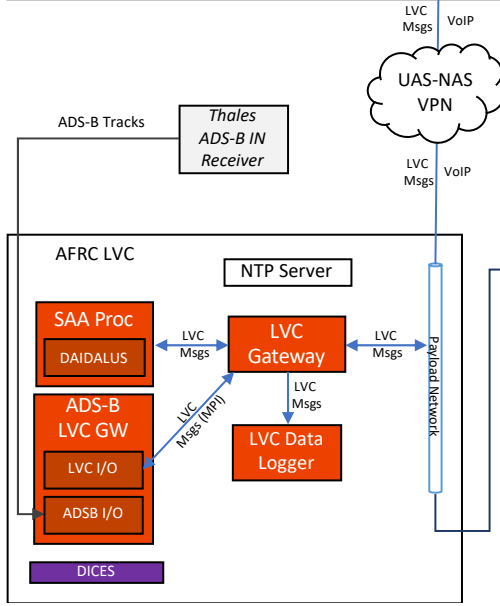 LVC
Msgs
VoIP
UAS-NAS
VPN
Thales
ADS-B IN
Receiver
ADS-B Tracks
LVC
Msgs
VoIP
AFRC LVC
NTP Server
SAA Proc
DAIDALUS
LVC
Msgs
LVC
Gateway
LVC
Msgs
Payload Network
ADS-B
LVC GW
LVC I/O
ADSB I/O
LVC
Msgs (MPI)
LVC
Msgs
LVC Data
Logger
DICES